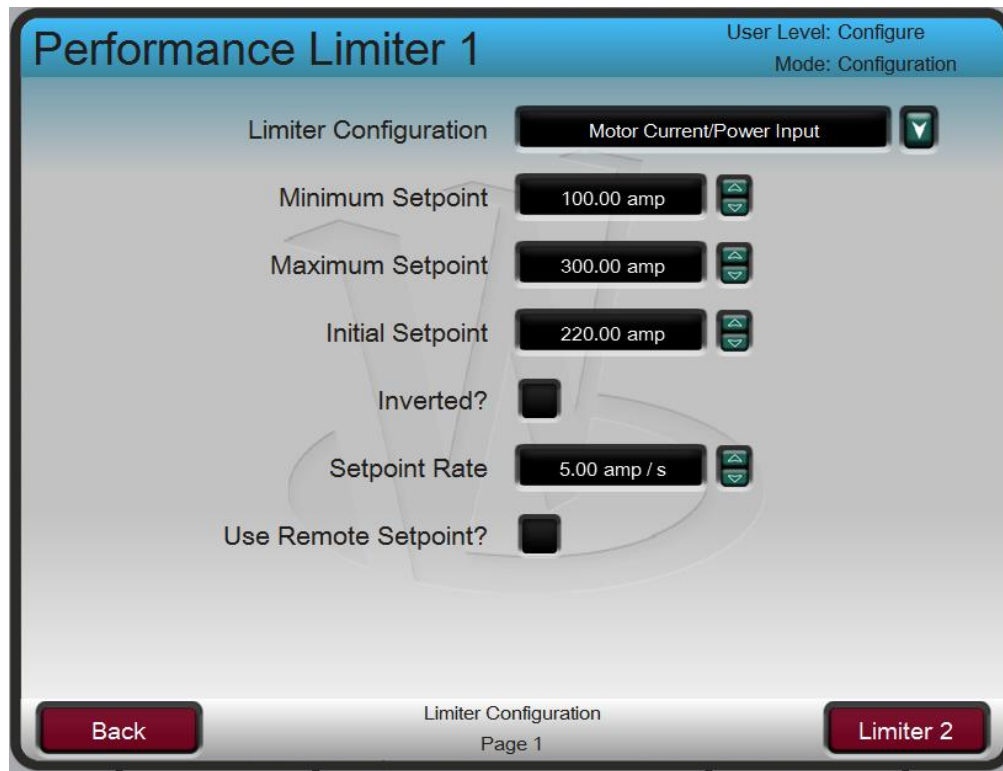 Performance Limiter 1
User Level: Configure
Mode: Configuration
Limiter Configuration
Motor Current/Power Input
Minimum Setpoint
100.00 amp
Maximum Setpoint
300.00 amp
Initial Setpoint
220.00 amp
Inverted?
Setpoint Rate
5.00 amp / s
Use Remote Setpoint?
Back
Limiter Configuration
Page 1
Limiter 2